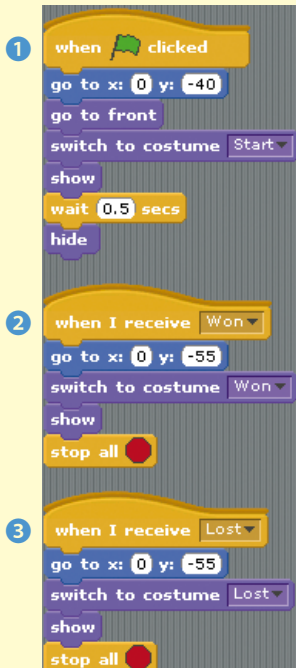 1
when clicked
go to x: 0 y: -40
go to front
switch to costume Start
show
wait 0.5 secs
hide
2
when I receive Won
go to x: 0 y: -55
switch to costume Won
show
stop all
3
when I receive Lost
go to x: 0 y: -55
switch to costume Lost
show
stop all